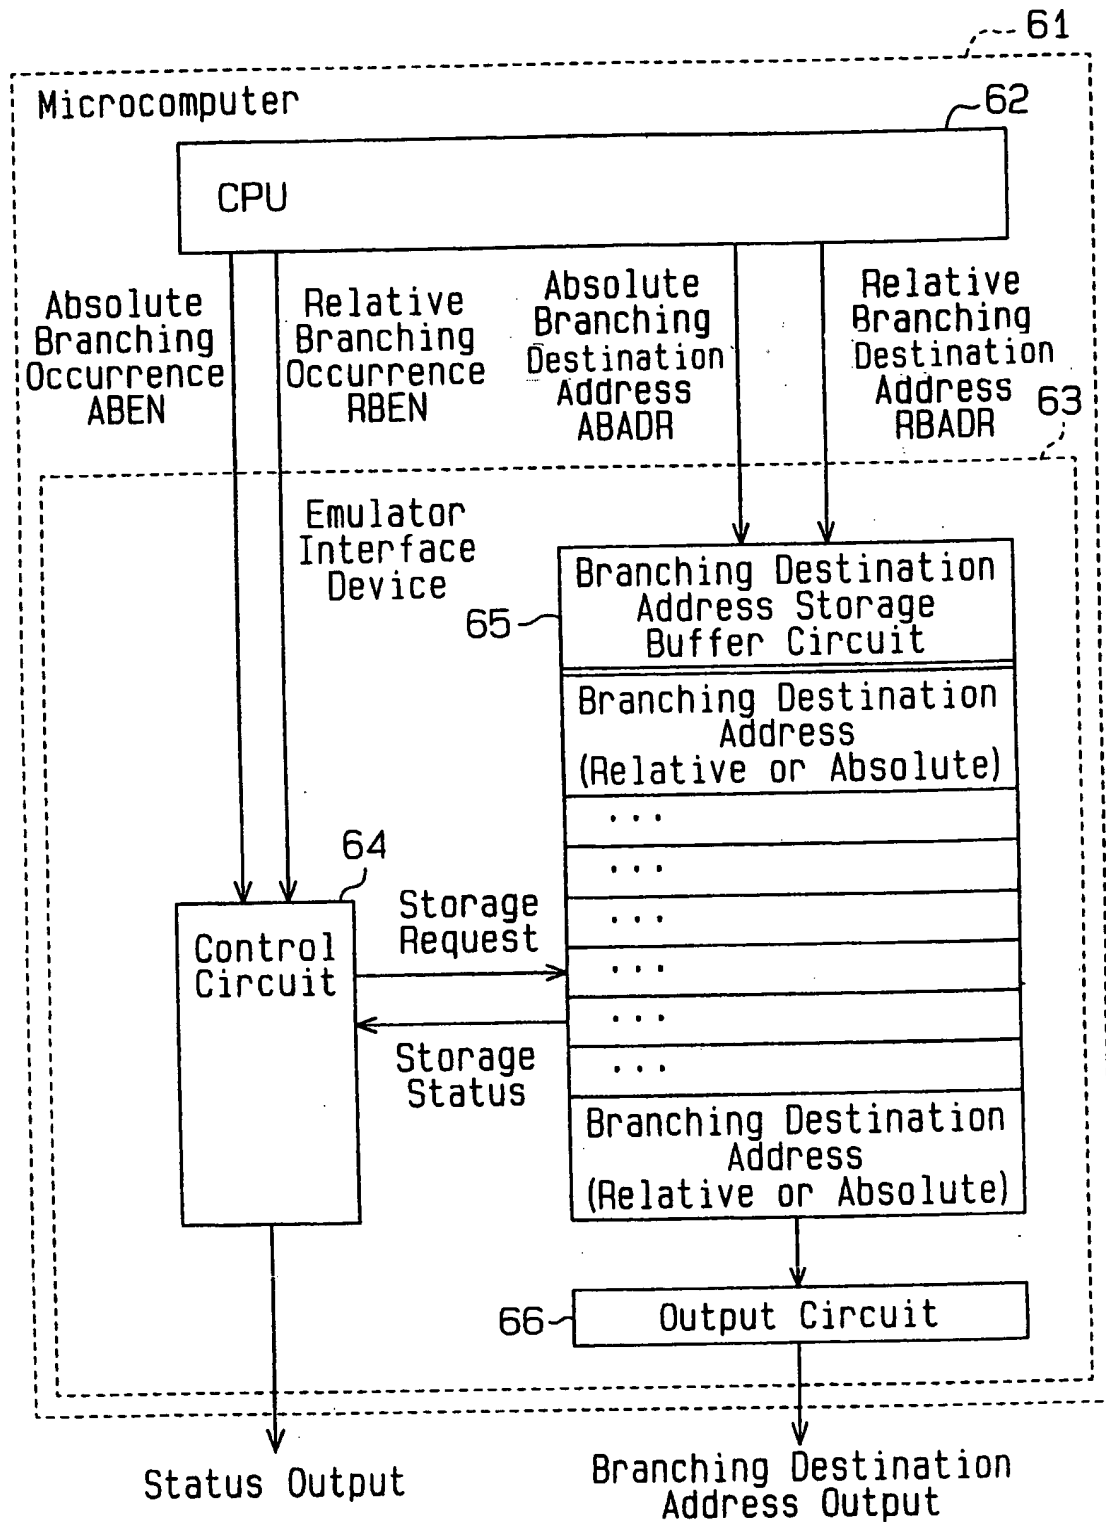 61
Microcomputer
62
CPU
Absolute
Branching
Occurrence
ABEN
Relative
Branching
Occurrence
RBEN
Absolute
Branching
Destination
Address
ABADR
Relative
Branching
Destination
Address
RBADR
63
Emulator
Interface
Device
65
Branching Destination
Address Storage
Buffer Circuit
Branching Destination
Address
(Relative or Absolute)
...
...
...
...
...
...
Branching Destination
Address
(Relative or Absolute)
64
Control
Circuit
Storage
Request
Storage
Status
66
Output Circuit
Status Output
Branching Destination
Address Output